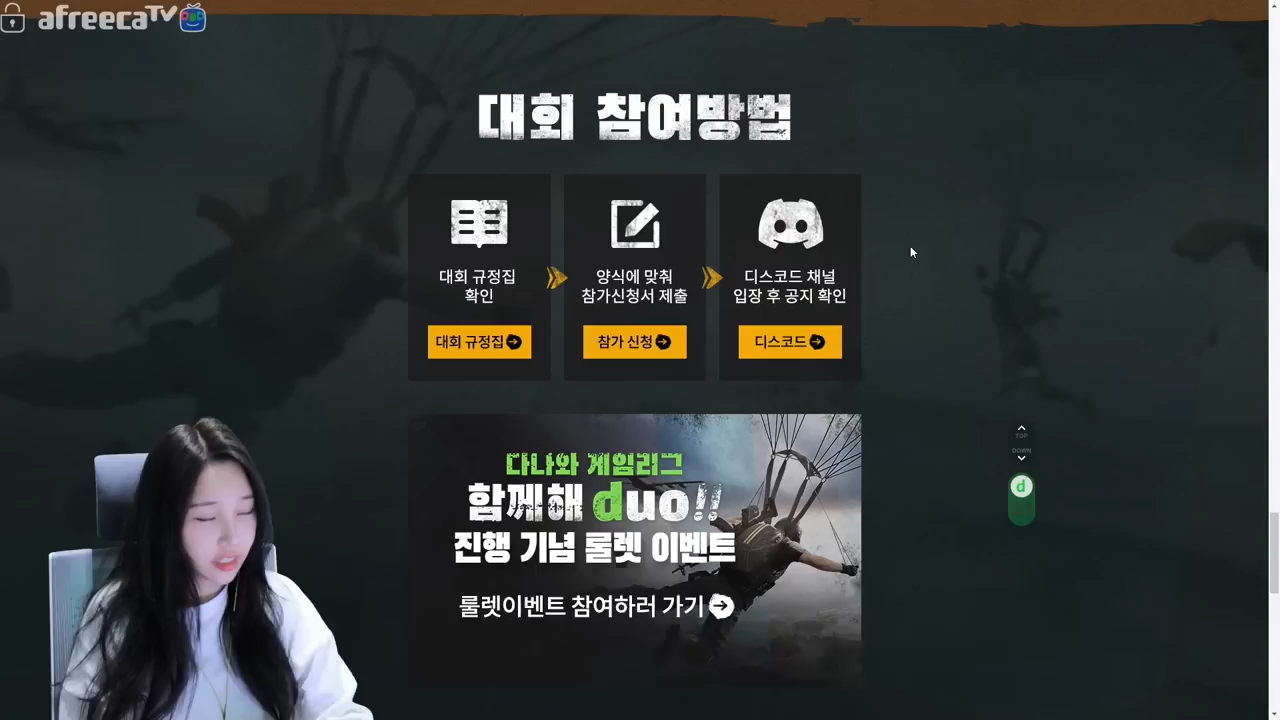 afreecaTV
대회 참여방법
대회 규정집
확인
대회 규정집
양식에 맞춰
참가신청서 제출
참가 신청
디스코드 채널
입장 후 공지 확인
디스코드
다나와 게임리그
함께해 duo!!
진행 기념 룰렛 이벤트
룰렛이벤트 참여하러 가기
TOP
DOWN
d